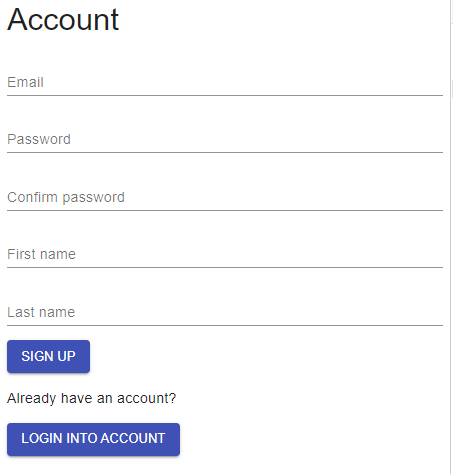 Account
Email
Password
Confirm password
First name
Last name
SIGN UP
Already have an account?
LOGIN INTO ACCOUNT